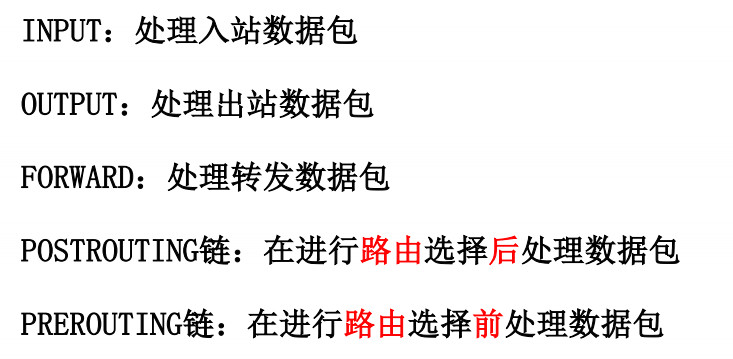 INPUT：处理入站数据包
OUTPUT：处理出站数据包
FORWARD：处理转发数据包
POSTROUTING链：在进行路由选择后处理数据包
PREROUTING链：在进行路由选择前处理数据包